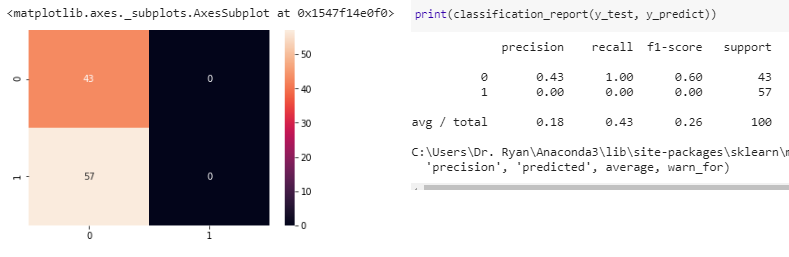 <matplotlib.axes._subplots.AxesSubplot at 0x1547f14e0f0>
0
1
43
0
57
0
0
1
50
40
30
20
10
0
print(classification_report(y_test, y_predict))
precision recall f1-score support
0 0.43 1.00 0.60 43
1 0.00 0.00 0.00 57
avg / total 0.18 0.43 0.26 100
C:\Users\Dr. Ryan\Anaconda3\lib\site-packages\sklearn\
'precision', 'predicted', average, warn_for)